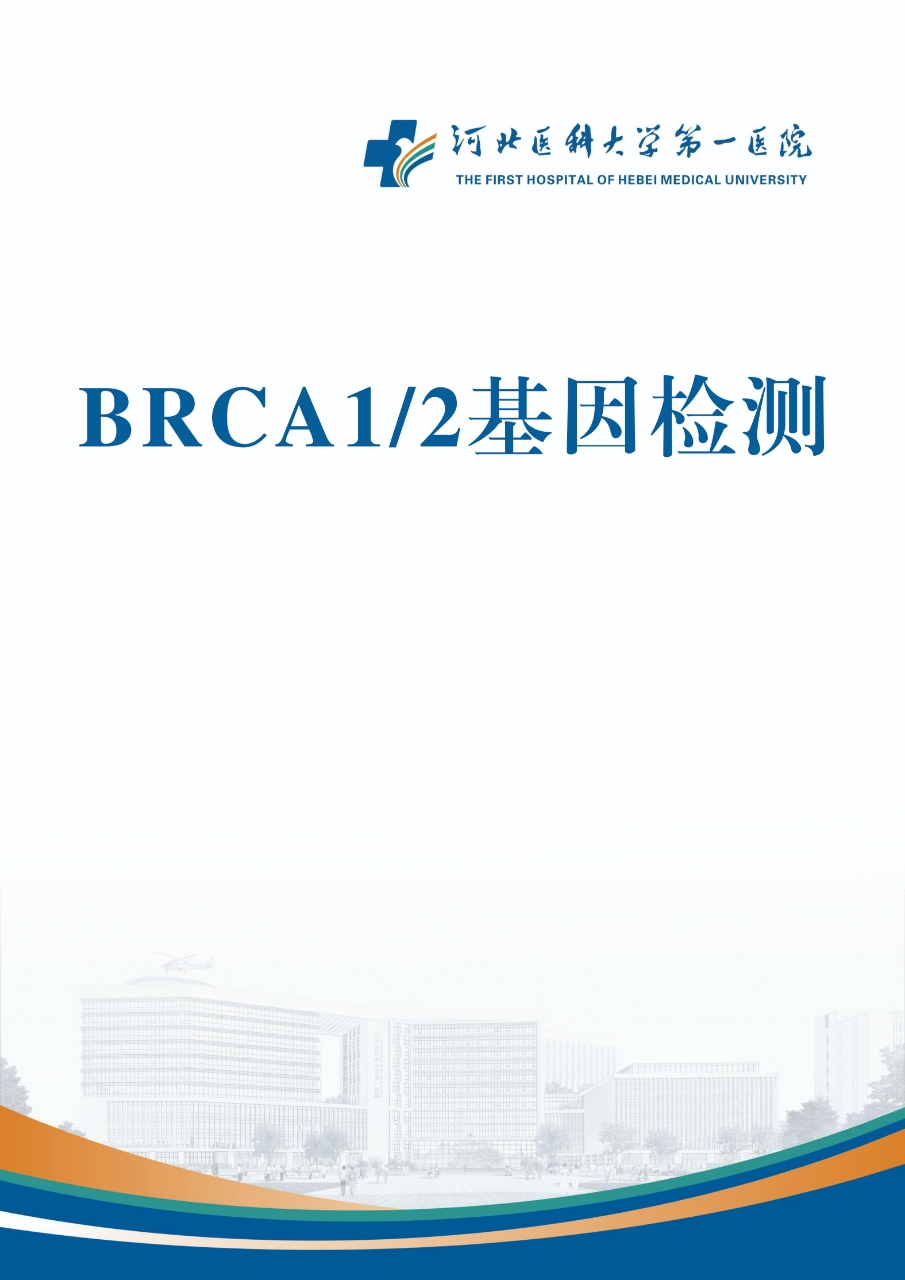 河北医科大学第一医院
THE FIRST HOSPITAL OF HEBEI MEDICAL UNIVERSITY
BRCA1/2基因检测